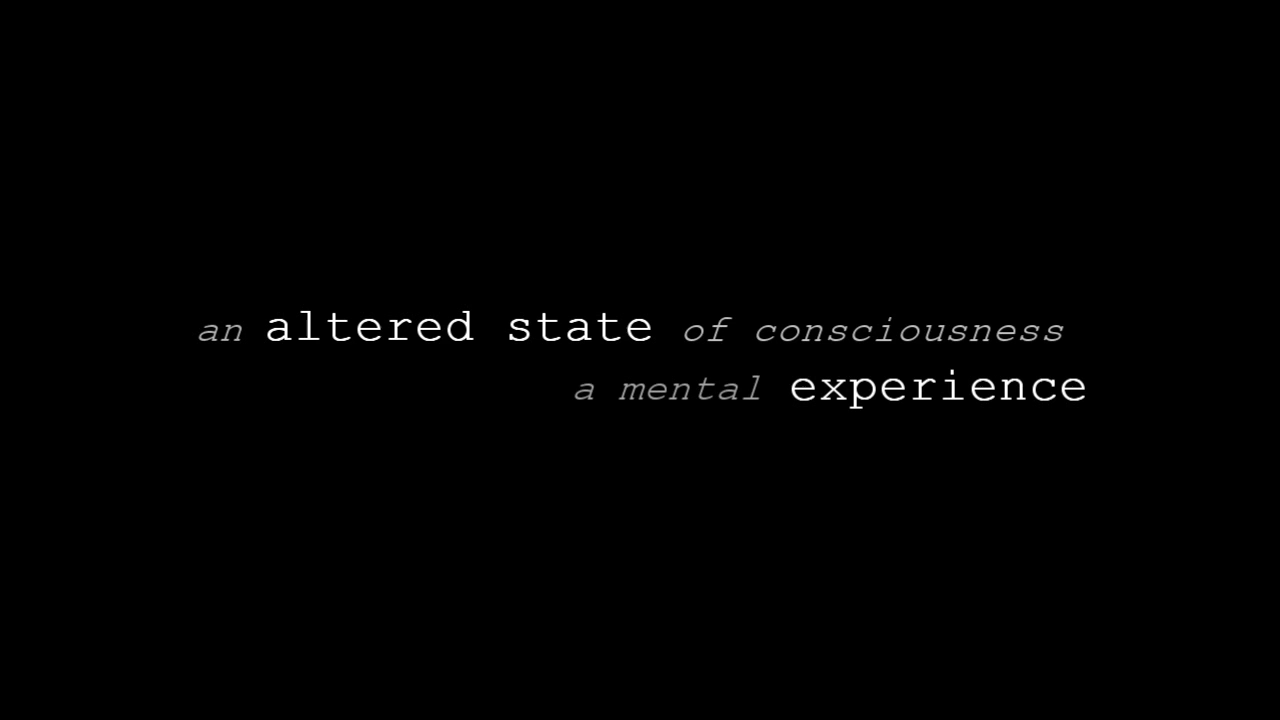 an altered state of consciousness
a mental experience